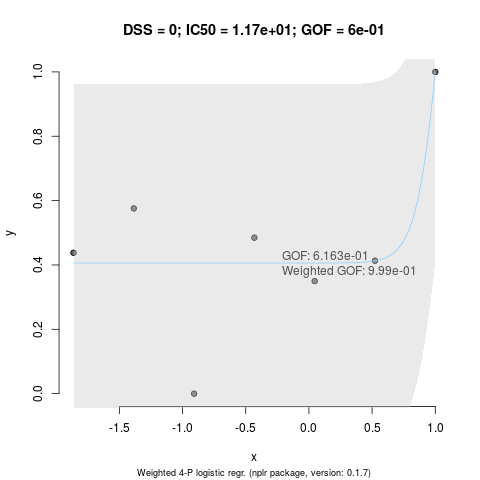 DSS = 0; IC50 = 1.17e+01; GOF = 6e-01
1.0
0.8
0.6
0.4
0.2
0.0
y
GOF: 6.163e-01
Weighted GOF: 9.99e-01
-1.5 -1.0 -0.5 0.0 0.5 1.0
x
Weighted 4-P logistic regr. (nplr package, version: 0.1.7)